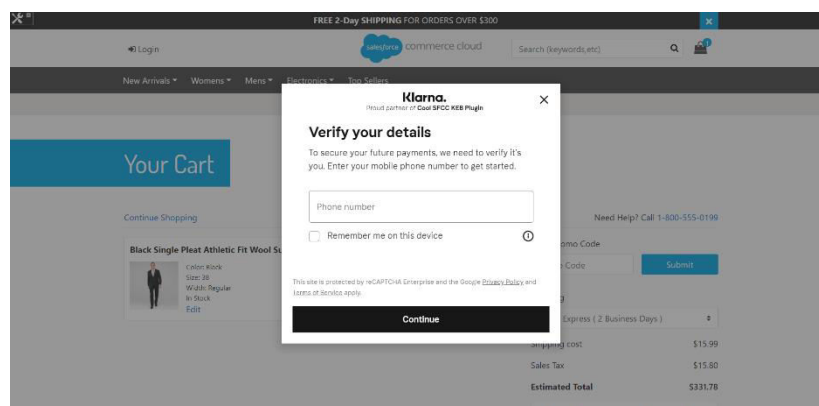 FREE 2-Day SHIPPING FOR ORDERS OVER $300
Login
salesforce commerce cloud
Search (keywords,etc)
New Arrivals Womens Mens Electronics Top Sellers
Klarna.
Proud partner of Cool SFCC KEB Plugin
Verify your details
To secure your future payments, we need to verify it's
you. Enter your mobile phone number to get started.
Your Cart
Phone number
Continue Shopping
Need Help? Call 1-800-555-0199
Remember me on this device
omo Code
Black Single Pleat Athletic Fit Wool Su
Code
Submit
Color: Black
Size: 38
Width: Regular
In Stock
Edit
This site is protected by reCAPTCHA Enterprise and the Google Privacy Policy and
Terms of Service apply.
Express ( 2 Business Days )
Continue
Shipping cost $15.99
Sales Tax $15.80
Estimated Total $331.78